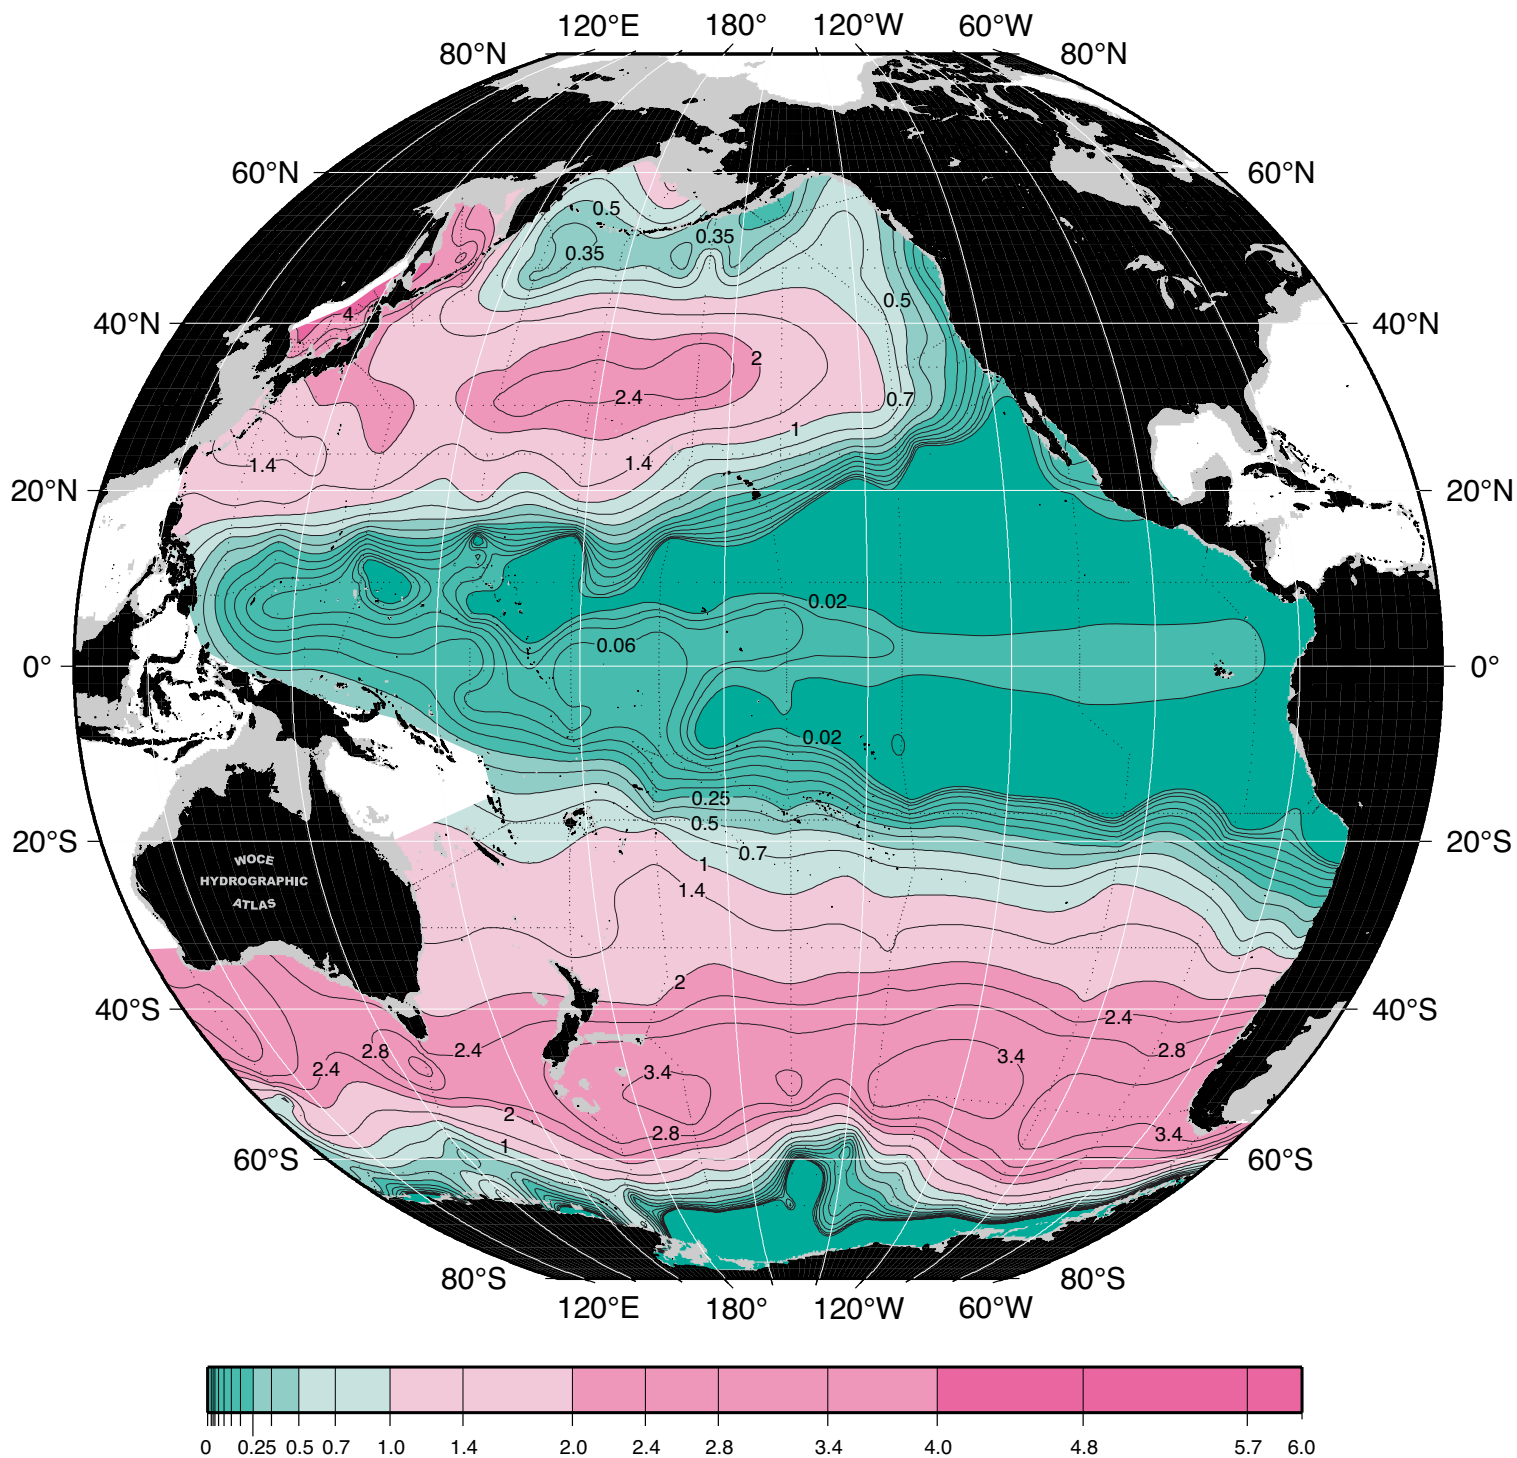 120°E 180° 120°W 60°W
80°N 80°N
60°N 60°N
0.5
0.35
0.35
0.5
4
40°N 40°N
2
2.4
0.7
1
1.4 1.4
20°N 20°N
0.02
0.06
0° 0°
0.02
0.25
0.5
20°S 20°S
0.7
WOCE
HYDROGRAPHIC
ATLAS
1
1.4
2
40°S 40°S
2.4
2.8 2.4 2.8
2.4 3.4 3.4
2
2.8 3.4
1
60°S 60°S
80°S 80°S
120°E 180° 120°W 60°W
0 0.25 0.5 0.7 1.0 1.4 2.0 2.4 2.8 3.4 4.0 4.8 5.7 6.0